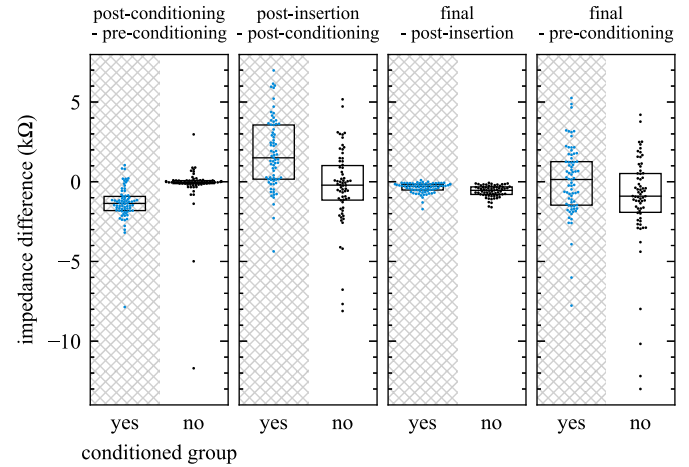 post-conditioning
- pre-conditioning
post-insertion
- post-conditioning
final
- post-insertion
final
- pre-conditioning
impedance difference (kΩ)
5
0
−5
−10
yes no yes no yes no yes no
conditioned group